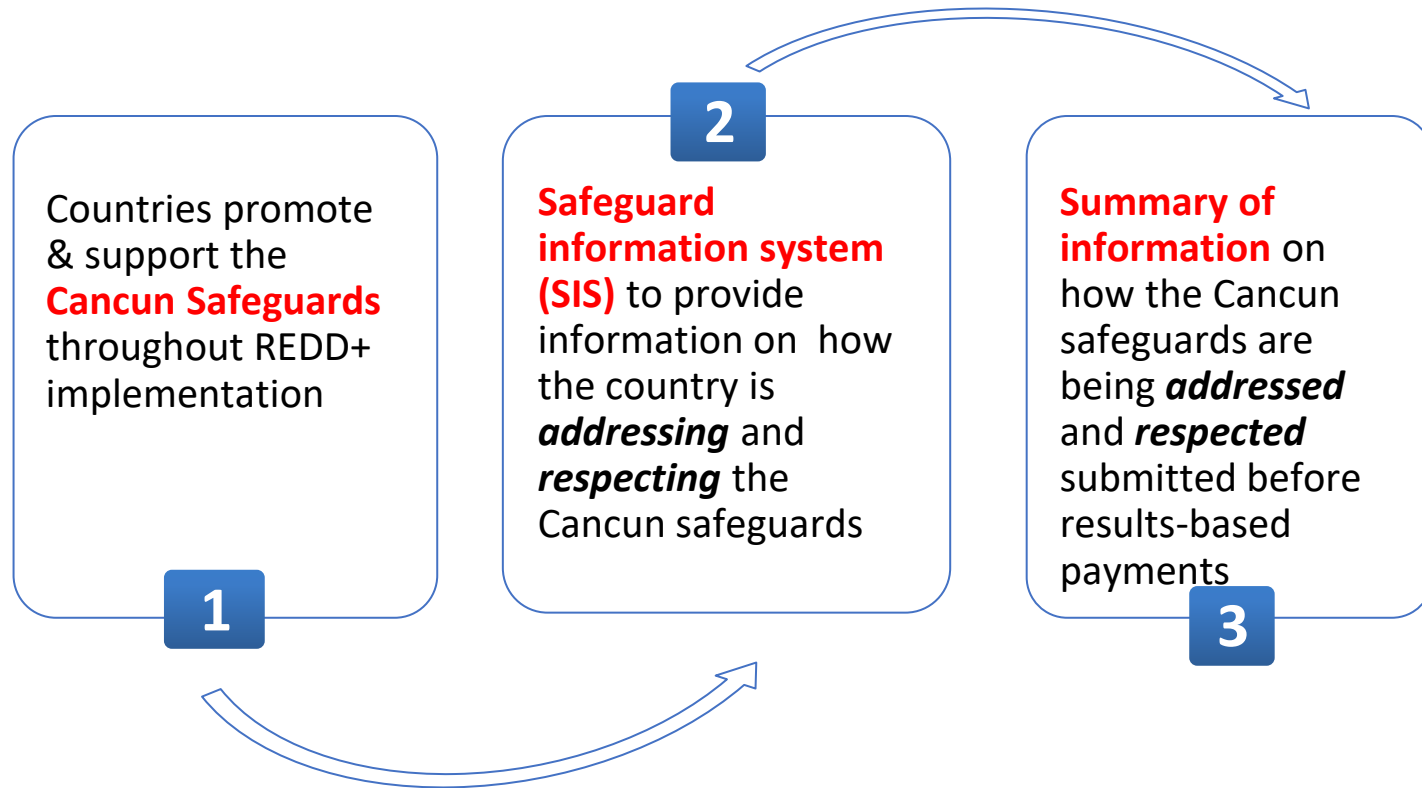 Countries promote
& support the
Cancun Safeguards
throughout REDD+
implementation
1
2
Safeguard
information system
(SIS) to provide
information on  how
the country is
addressing and
respecting the
Cancun safeguards
Summary of
information on
how the Cancun
safeguards are
being addressed
and respected
submitted before
results-based
payments
3